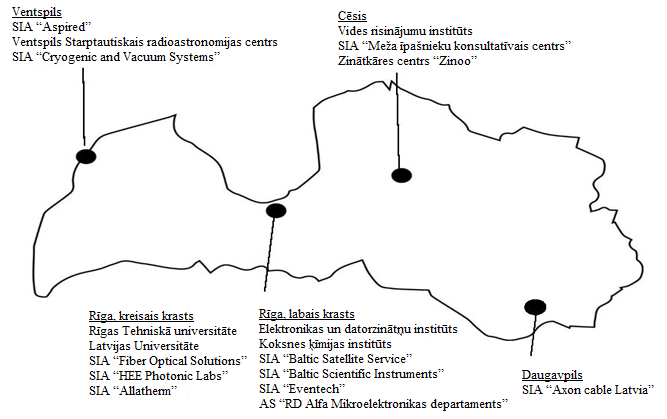 Ventspils
SIA “Aspired”
Ventspils Starptautiskais radioastronomijas centrs
SIA “Cryogenic and Vacuum Systems”
Cēsis
Vides risinājumu institūts
SIA “Meža īpašnieku konsultatīvais centrs”
Zinātkāres centrs “Zinoo”
Rīga, kreisais krasts
Rīgas Tehniskā universitāte
Latvijas Universitāte
SIA “Fiber Optical Solutions”
SIA “HEE Photonic Labs”
SIA “Allatherm”
Rīga, labais krasts
Elektronikas un datorzinātņu institūts
Koksnes ķīmijas institūts
SIA “Baltic Satellite Service”
SIA “Baltic Scientific Instruments”
SIA “Eventech”
AS “RD Alfa Mikroelektronikas departaments”
Daugavpils
SIA “Axon cable Latvia”